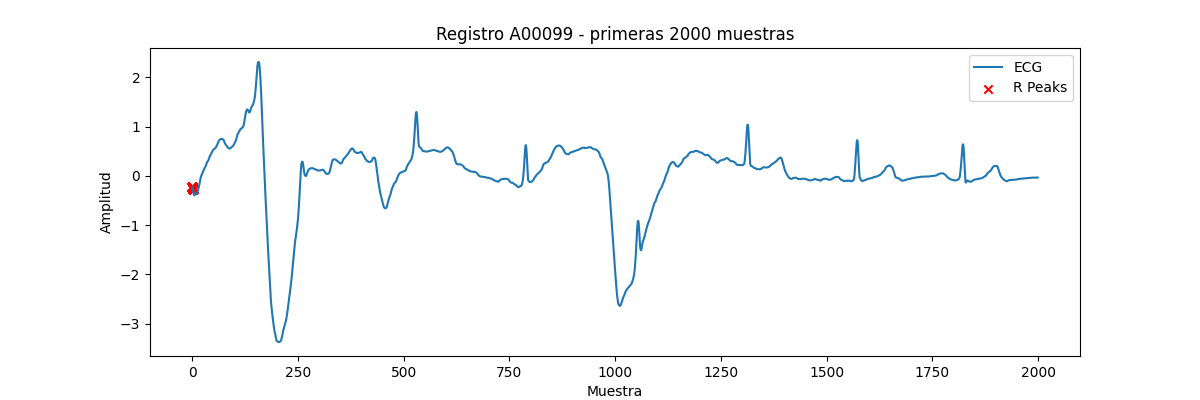 Registro A00099 - primeras 2000 muestras
ECG
R Peaks
Amplitud
2
1
0
−1
−2
−3
0 250 500 750 1000 1250 1500 1750 2000
Muestra